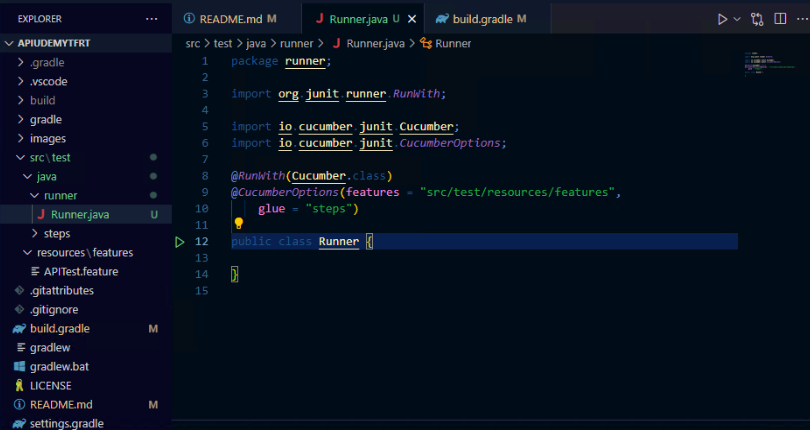 EXPLORER ...
README.md M
Runner.java U
build.gradle M
APIUDEMYTFRT
src > test > java > runner > Runner.java > Runner
.gradle
.vscode
build
gradle
images
src\test
java
runner
Runner.java U
steps
resources\features
APITest.feature
.gitattributes
.gitignore
build.gradle M
gradlew
gradlew.bat
LICENSE
README.md M
settings.gradle
1 package runner;
2
3 import org.junit.runner.RunWith;
4
5 import io.cucumber.junit.Cucumber;
6 import io.cucumber.junit.CucumberOptions;
7
8 @RunWith(Cucumber.class)
9 @CucumberOptions(features = "src/test/resources/features",
10 glue = "steps")
11
12 public class Runner {
13
14 }
15